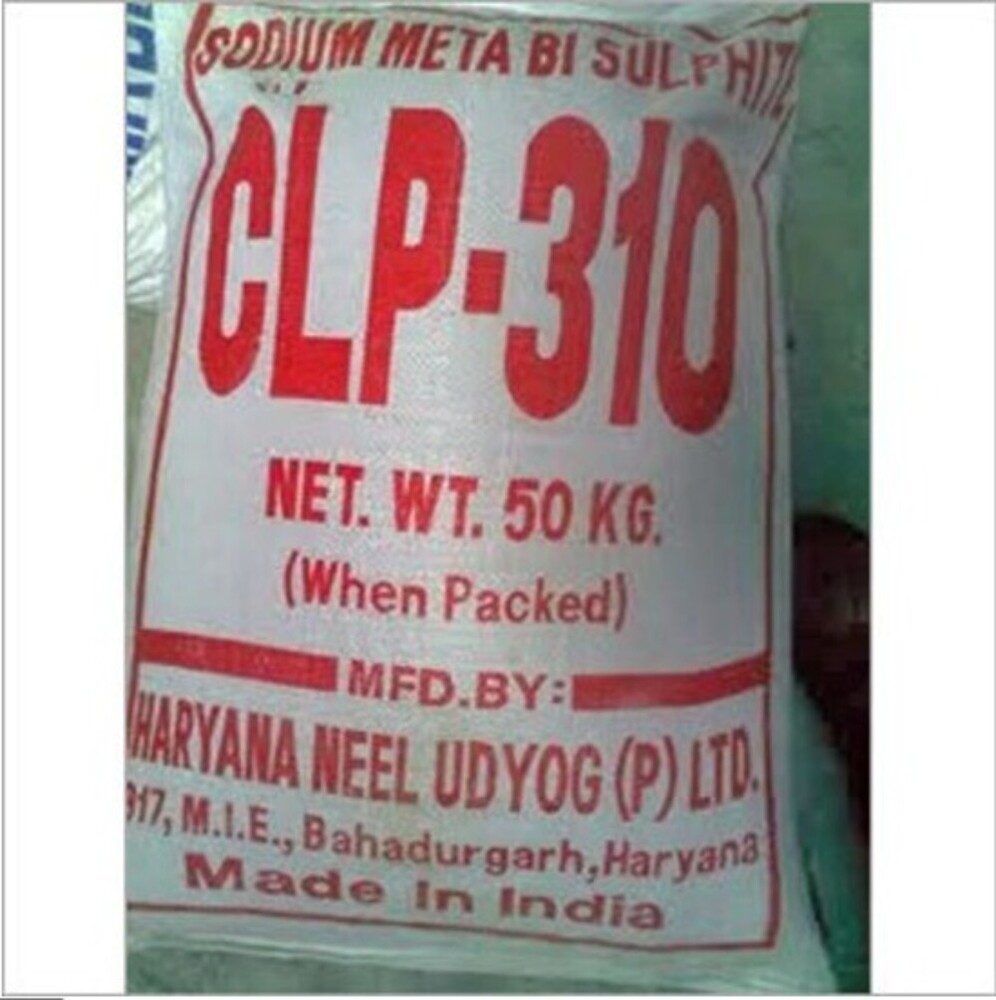 SODIUM META BI SULPHITE
CLP-310
NET. WT. 50 KG.
(When Packed)
MFD.BY:
HARYANA NEEL UDYOG (P) LTD.
317, M.I.E., Bahadurgarh, Haryana
Made in India